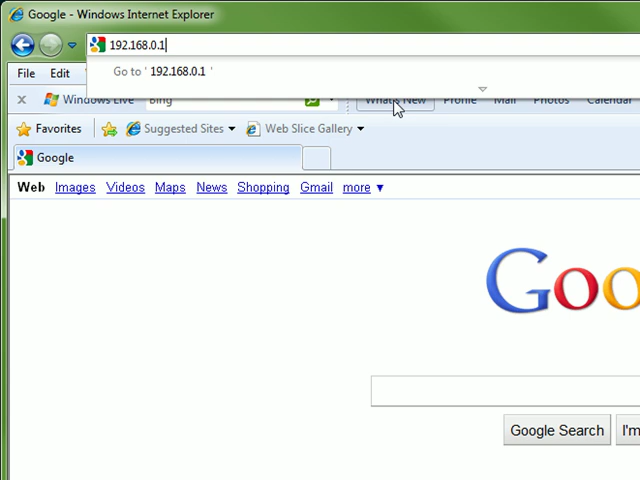 Google - Windows Internet Explorer
192.168.0.1
Go to ' 192.168.0.1 '
File Edit
Windows Live Bing What's New Profile Mail Photos Calendar
Favorites Suggested Sites Web Slice Gallery
Google
Web Images Videos Maps News Shopping Gmail more
Goo
Google Search I'm